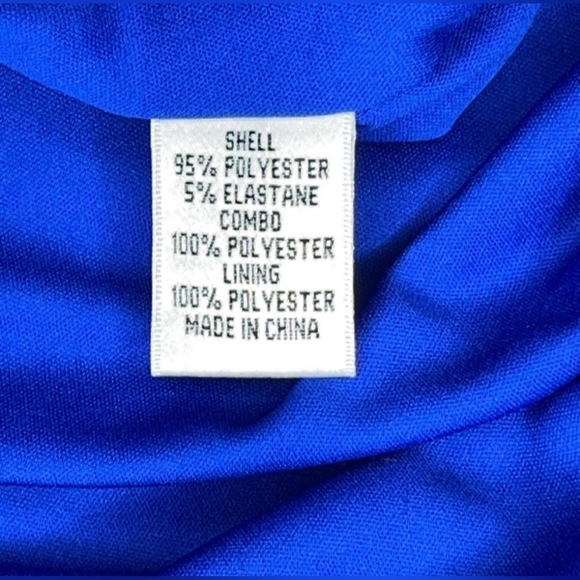 SHELL
95% POLYESTER
5% ELASTANE
COMBO
100% POLYESTER
LINING
100% POLYESTER
MADE IN CHINA